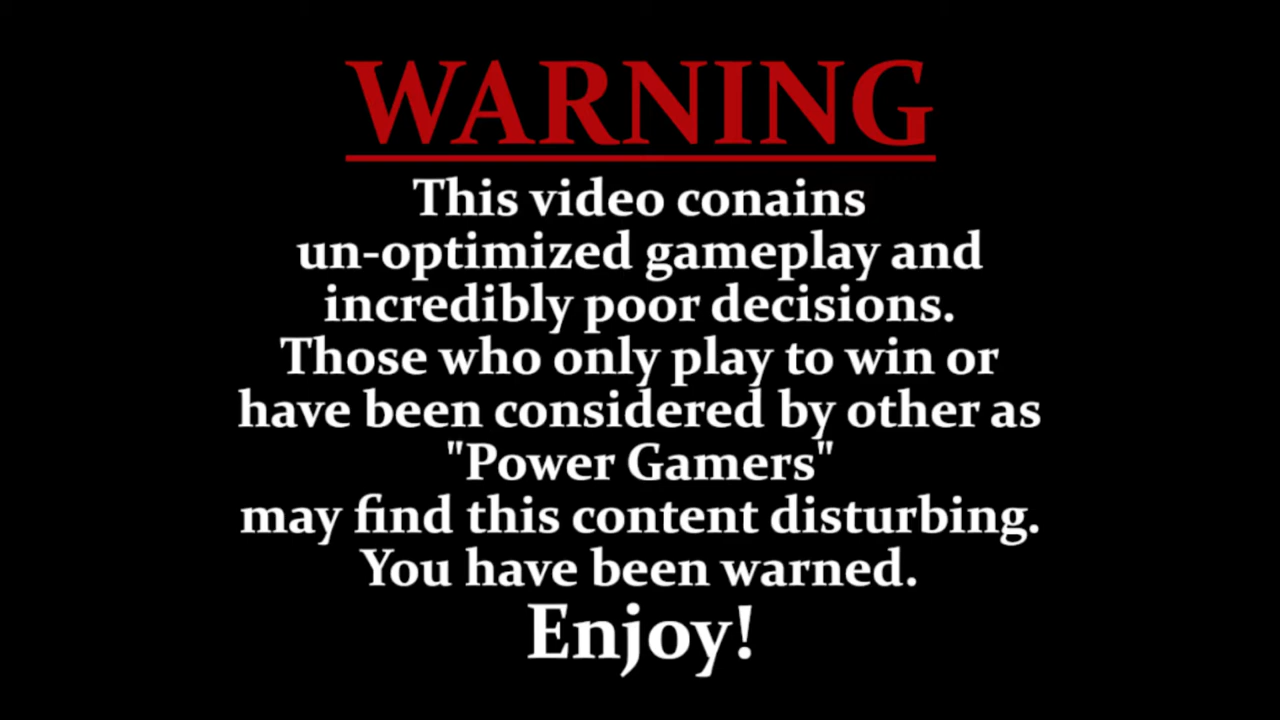 WARNING
This video conains
un-optimized gameplay and
incredibly poor decisions.
Those who only play to win or
have been considered by other as
"Power Gamers"
may find this content disturbing.
You have been warned.
Enjoy!